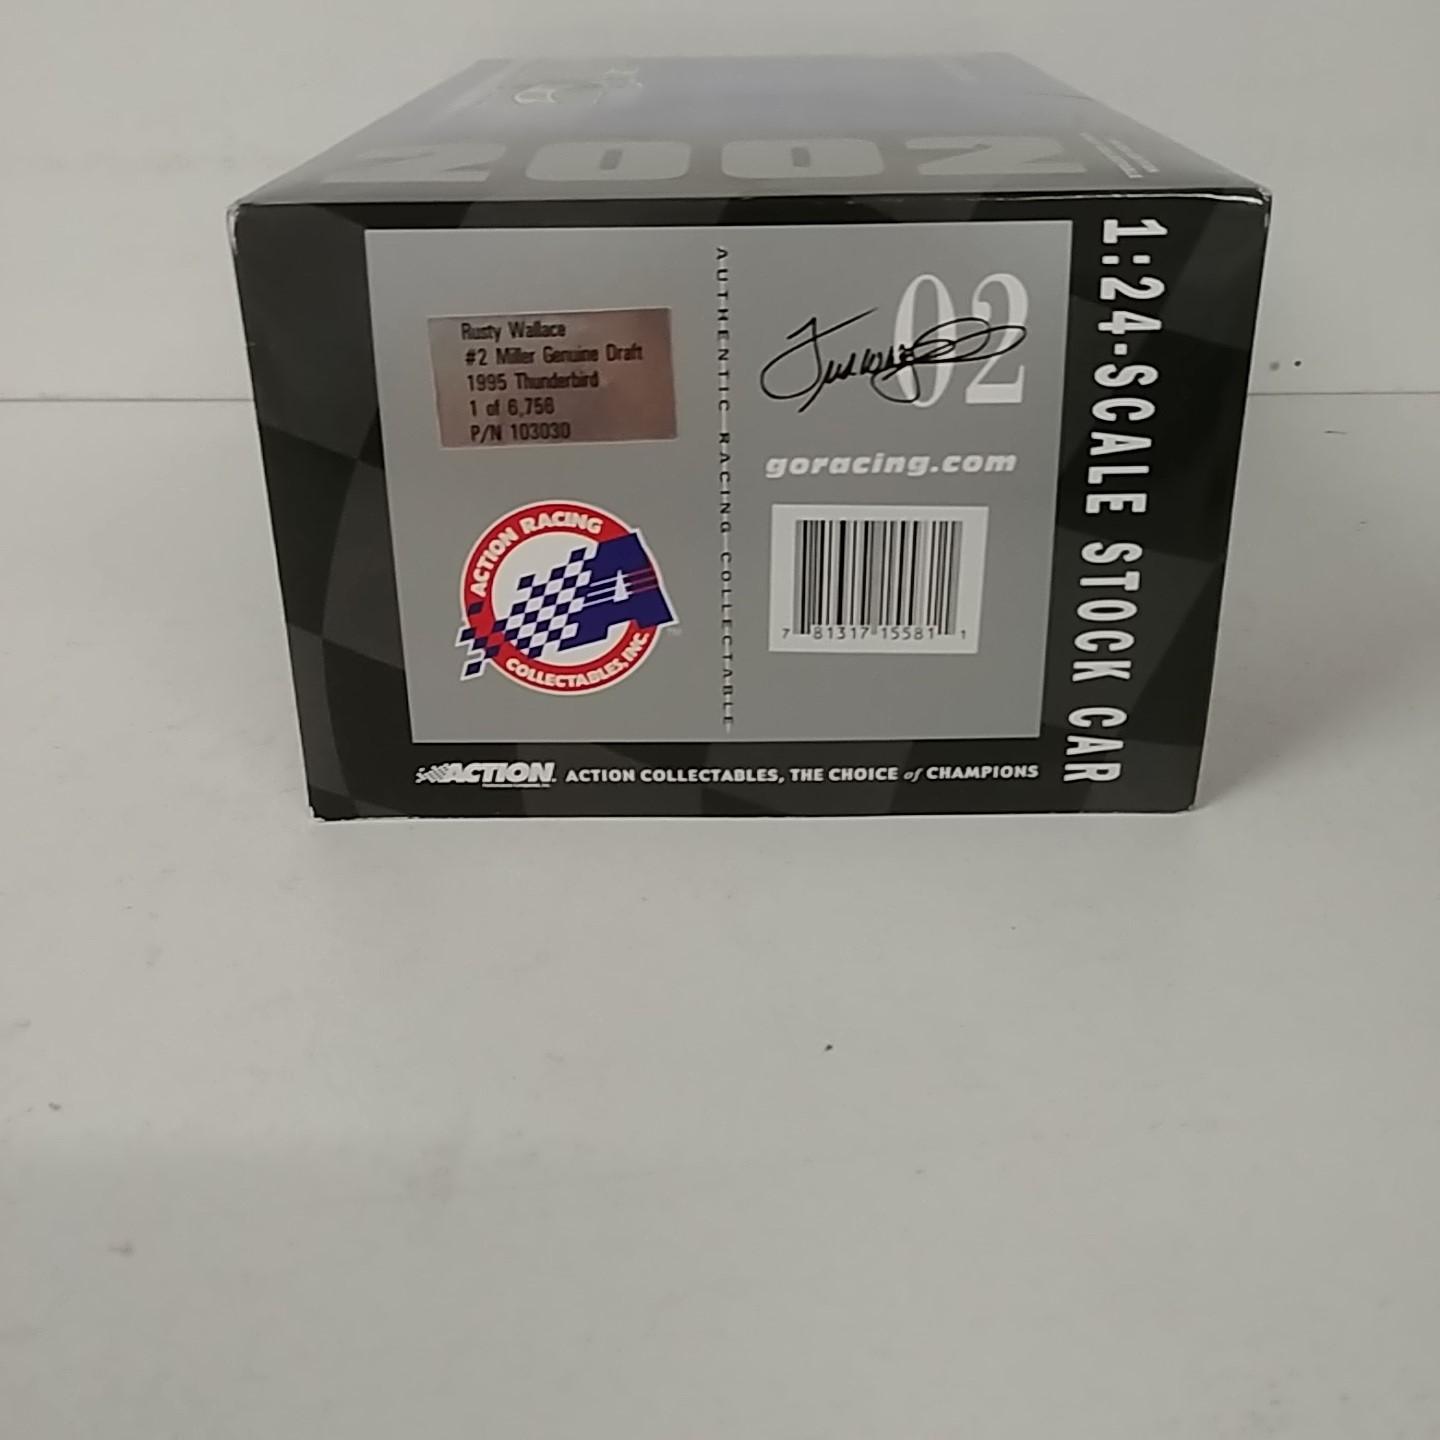 2002
Rusty Wallace
#2 Miller Genuine Draft
1995 Thunderbird
1 of 6,756
P/N 103030
ACTION RACING
COLLECTABLES, INC.
TM
AUTHENTIC RACING COLLECTABLE
02
goracing.com
7 81317 15581 1
1:24-SCALE STOCK CAR
ACTION. ACTION COLLECTABLES, THE CHOICE of CHAMPIONS